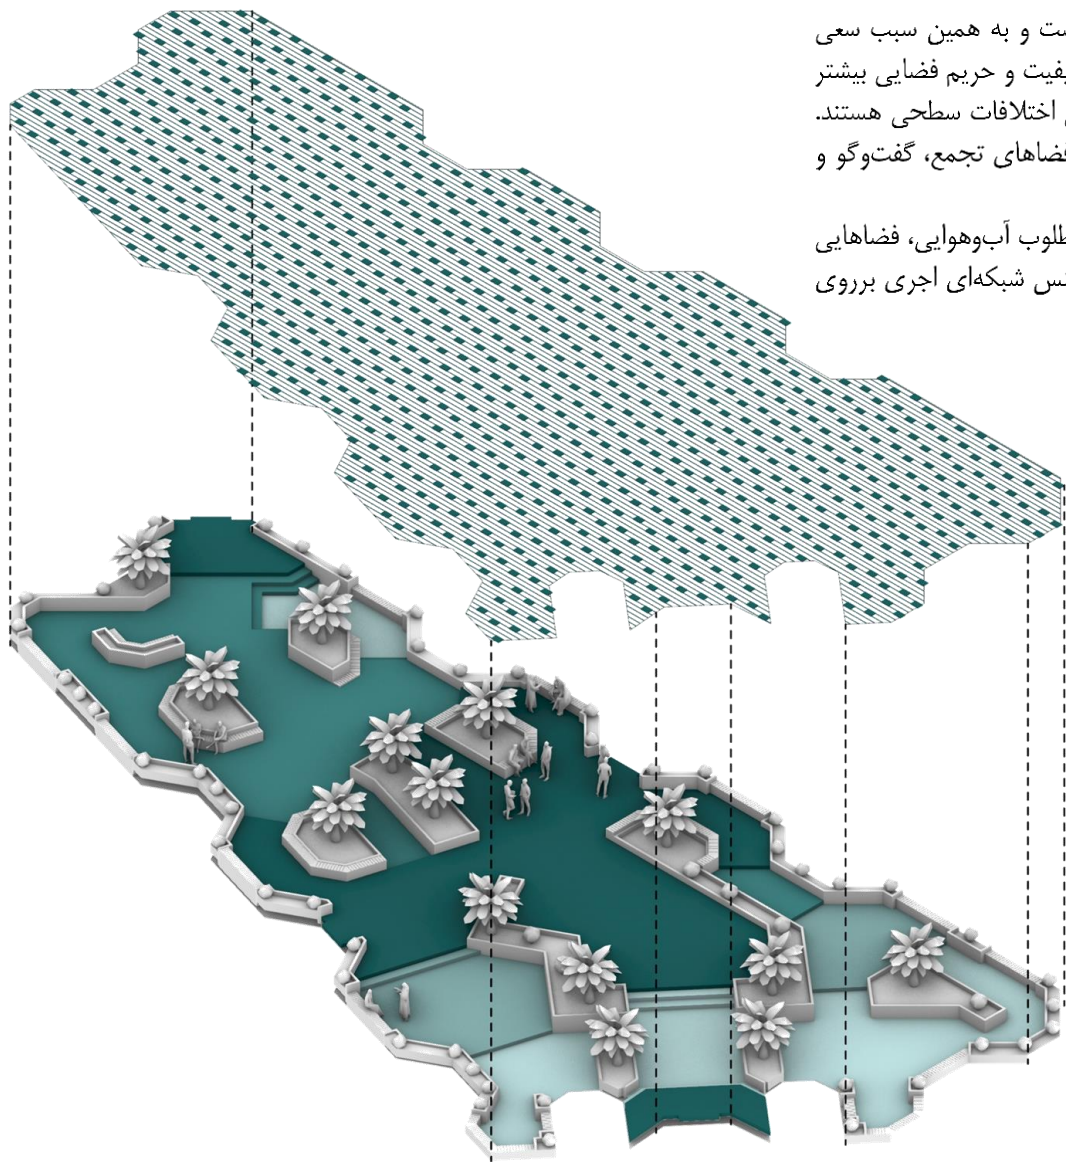 ست و به همین سبب سعی
یفیت و حریم فضایی بیشتر
ی اختلافات سطحی هستند.
فضاهای تجمع، گفت‌وگو و
طلوب آب‌وهوایی، فضاهایی
نس شبکه‌ای اجری برروی